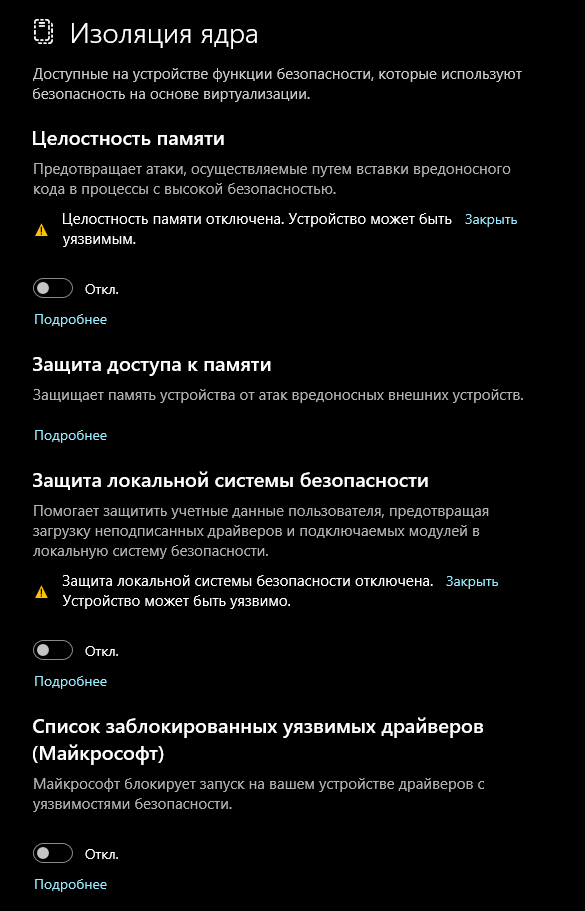 Изоляция ядра
Доступные на устройстве функции безопасности, которые используют
безопасность на основе виртуализации.
Целостность памяти
Предотвращает атаки, осуществляемые путем вставки вредоносного
кода в процессы с высокой безопасностью.
Целостность памяти отключена. Устройство может быть Закрыть
уязвимым.
Откл.
Подробнее
Защита доступа к памяти
Защищает память устройства от атак вредоносных внешних устройств.
Подробнее
Защита локальной системы безопасности
Помогает защитить учетные данные пользователя, предотвращая
загрузку неподписанных драйверов и подключаемых модулей в
локальную систему безопасности.
Защита локальной системы безопасности отключена. Закрыть
Устройство может быть уязвимо.
Откл.
Подробнее
Список заблокированных уязвимых драйверов
(Майкрософт)
Майкрософт блокирует запуск на вашем устройстве драйверов с
уязвимостями безопасности.
Откл.
Подробнее